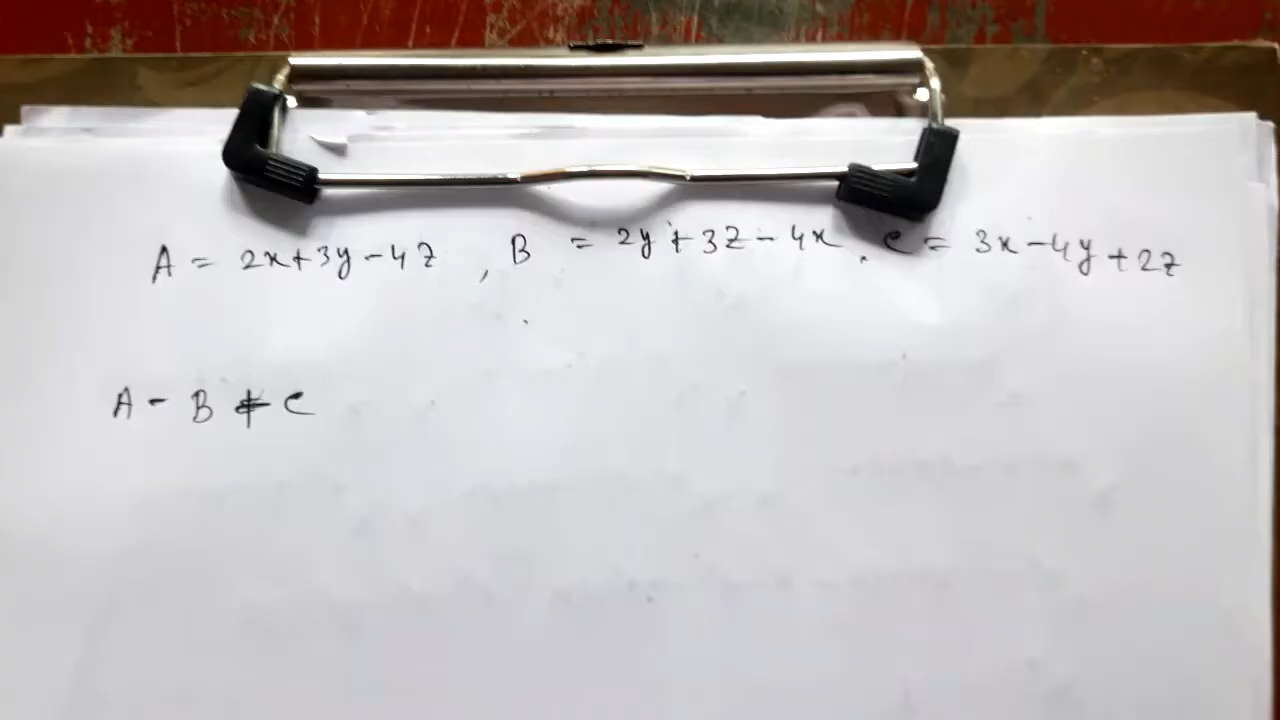 A = 2x+3y-4z , B = 2y+3z-4x . C = 3x-4y+2z
A - B + C